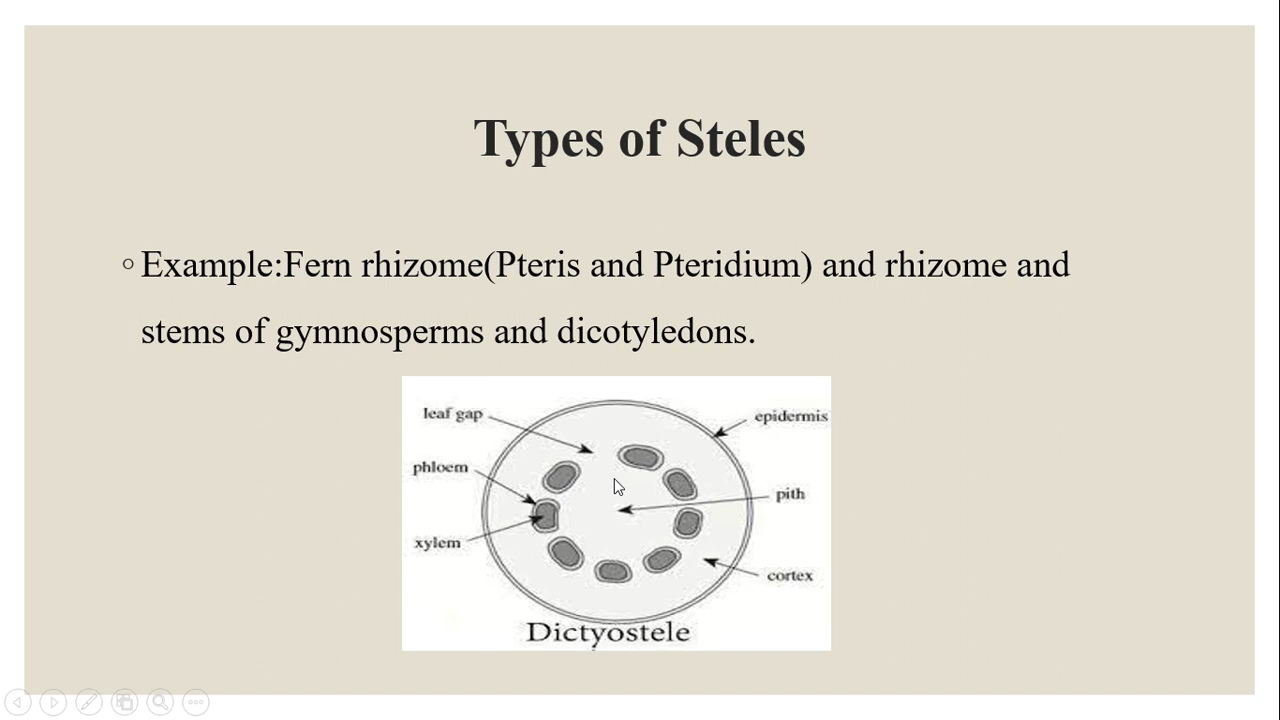 Types of Steles
◦ Example:Fern rhizome(Pteris and Pteridium) and rhizome and
stems of gymnosperms and dicotyledons.
leaf gap
epidermis
phloem
pith
xylem
cortex
Dictyostele